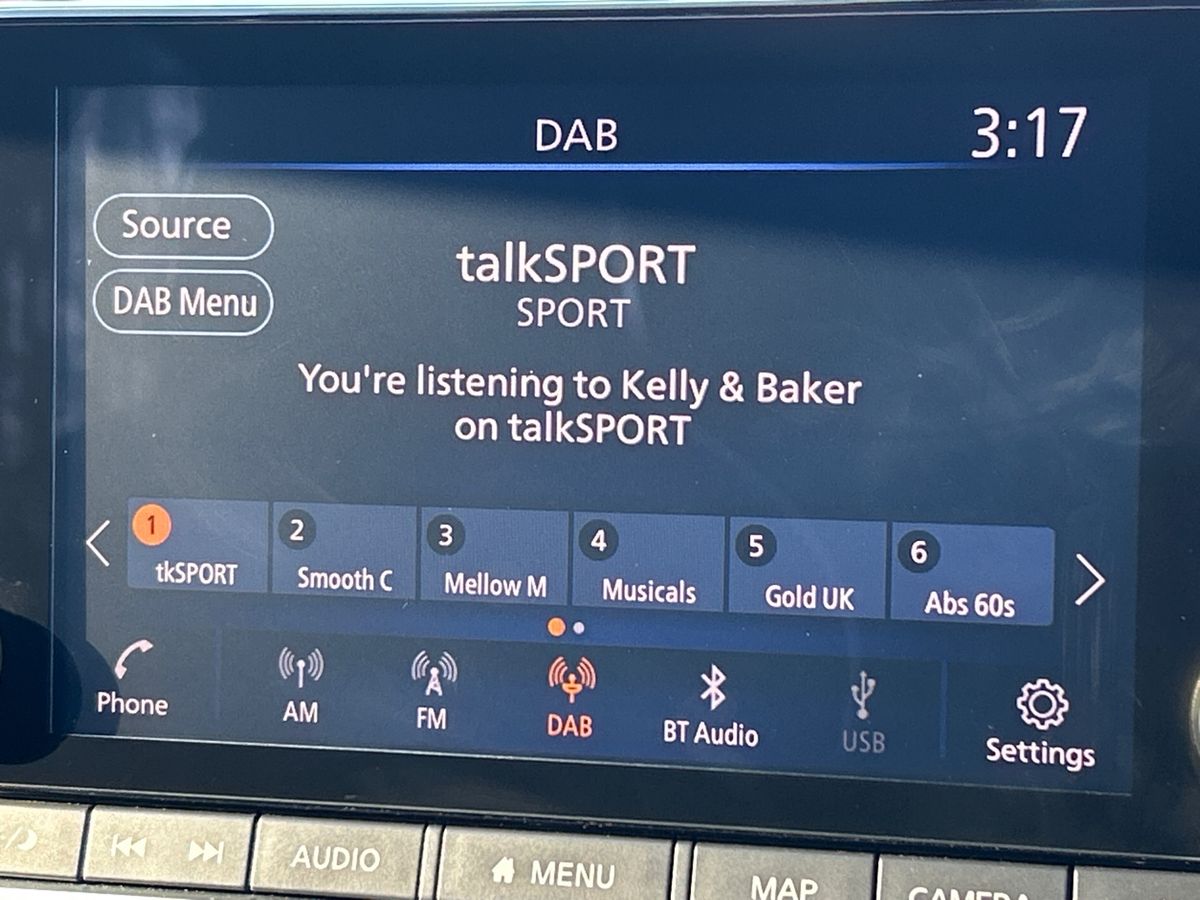 DAB
3:17
Source
talkSPORT
DAB Menu
SPORT
You're listening to Kelly & Baker
on talkSPORT
1
2
3
4
5
6
tkSPORT
Smooth C
Mellow M
Musicals
Gold UK
Abs 60s
Phone
AM
FM
DAB
BT Audio
USB
Settings
AUDIO
MENU
MAP
CAMERA